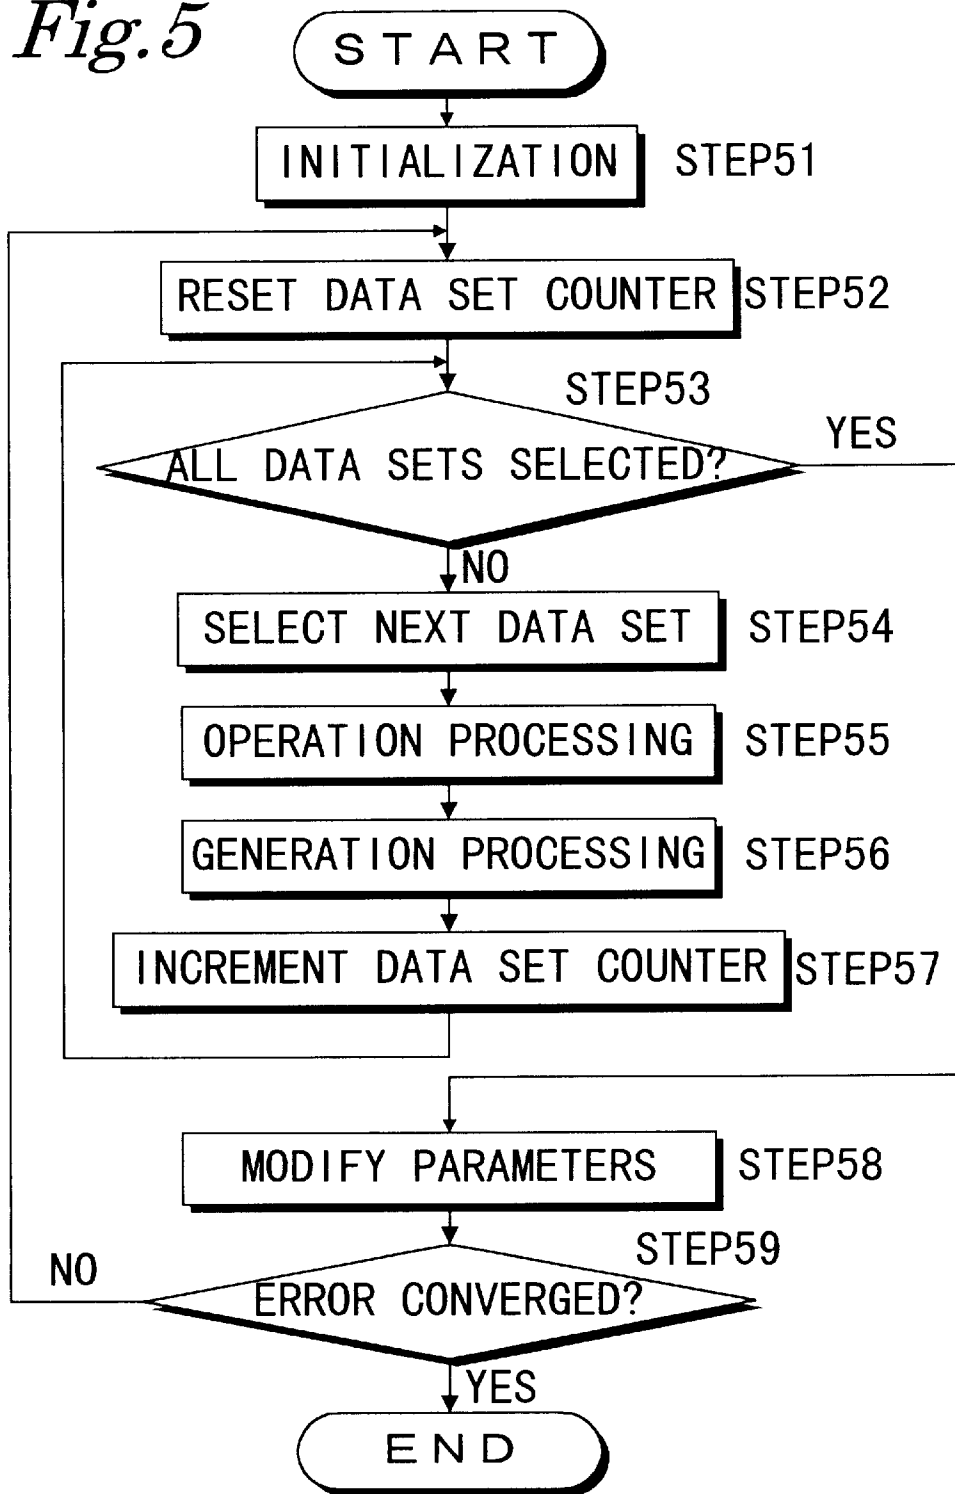 Fig.5
START
INITIALIZATION STEP51
RESET DATA SET COUNTER STEP52
STEP53
YES
ALL DATA SETS SELECTED?
NO
SELECT NEXT DATA SET STEP54
OPERATION PROCESSING STEP55
GENERATION PROCESSING STEP56
INCREMENT DATA SET COUNTER STEP57
MODIFY PARAMETERS STEP58
STEP59
NO
ERROR CONVERGED?
YES
END